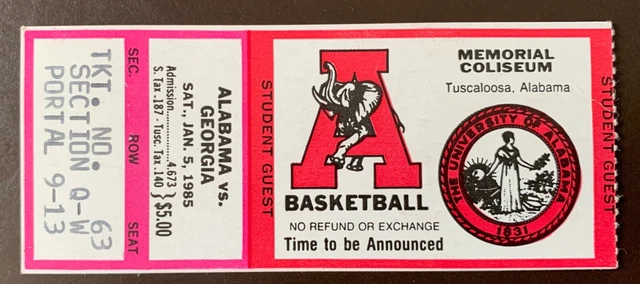 TKT. NO. 63
SECTION Q-W
PORTAL 9-13
SEC.
ROW
SEAT
ALABAMA vs.
GEORGIA
SAT., JAN. 5, 1985
Admission..............4.673
S. Tax .187 - Tusc. Tax .140 } $5.00
STUDENT GUEST
A
BASKETBALL
NO REFUND OR EXCHANGE
Time to be Announced
MEMORIAL
COLISEUM
Tuscaloosa, Alabama
THE UNIVERSITY OF ALABAMA
1831
STUDENT GUEST